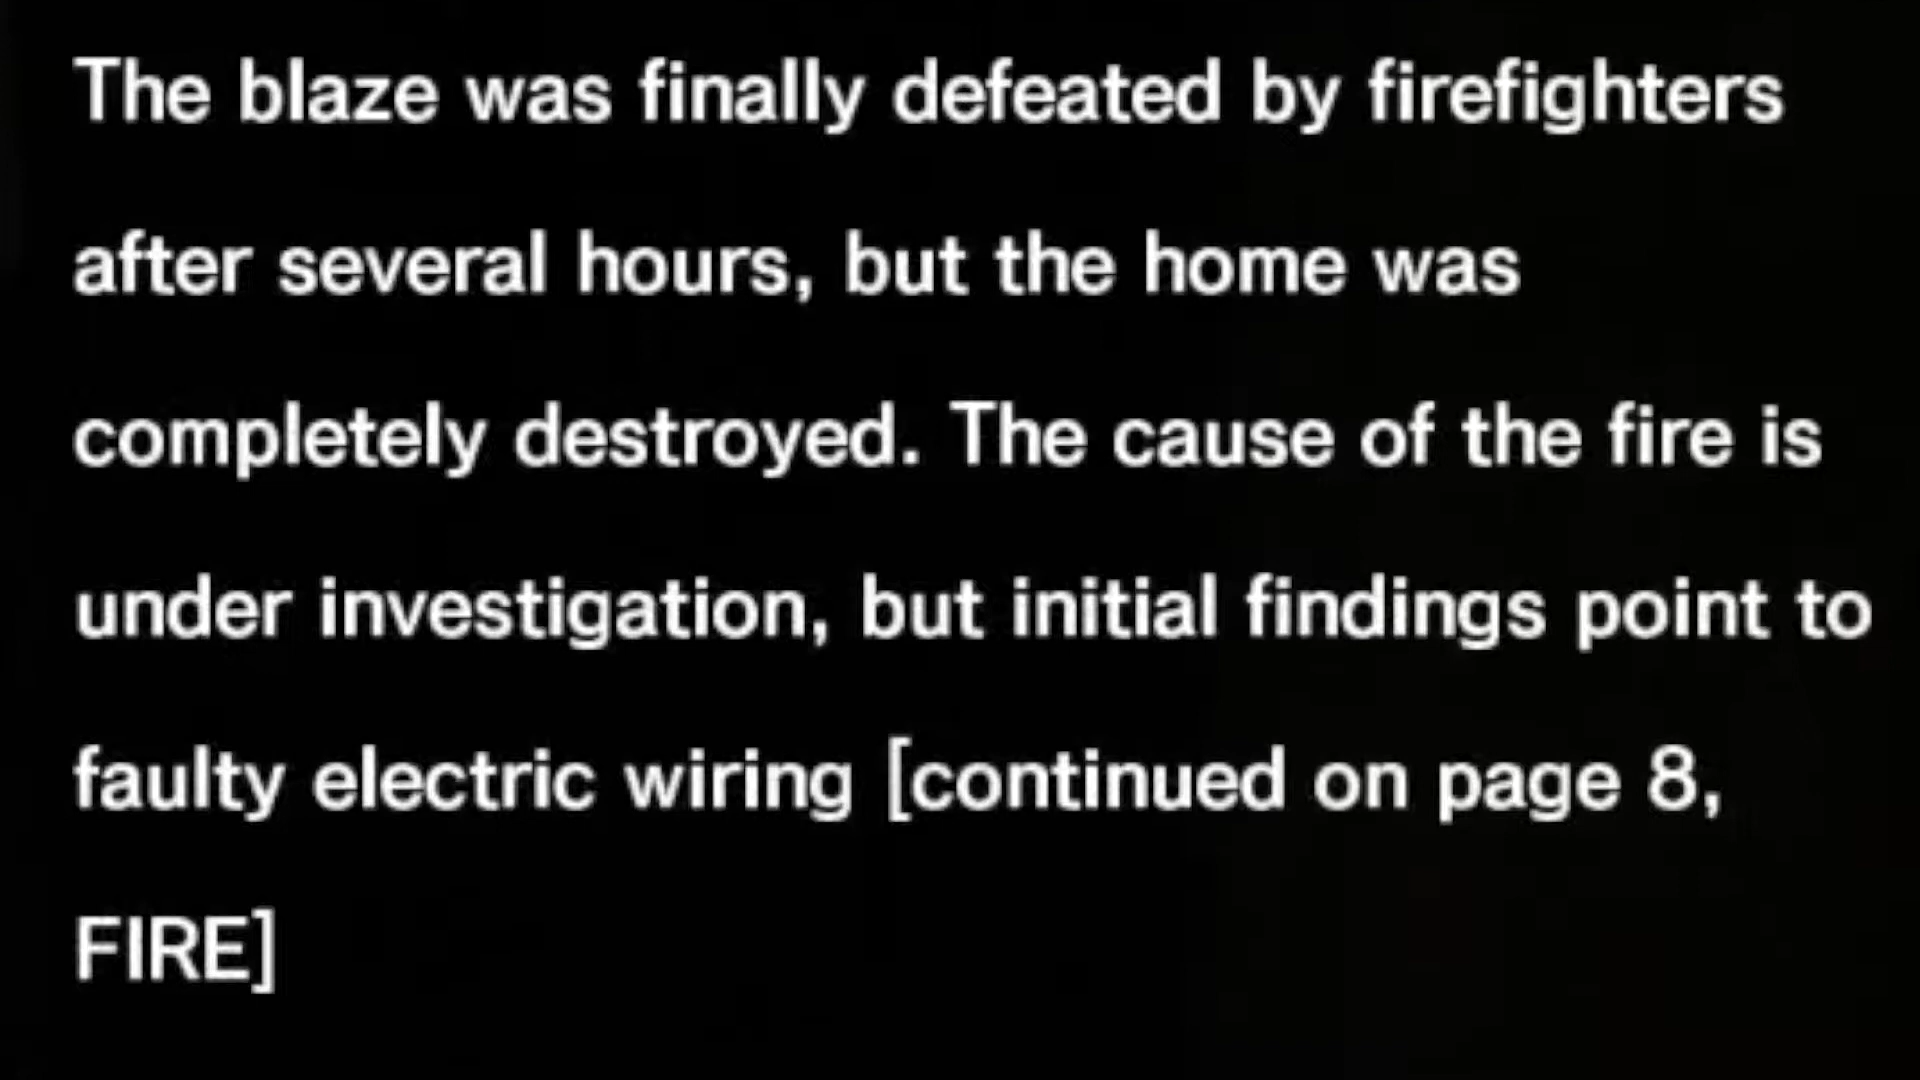 The blaze was finally defeated by firefighters
after several hours, but the home was
completely destroyed. The cause of the fire is
under investigation, but initial findings point to
faulty electric wiring [continued on page 8,
FIRE]